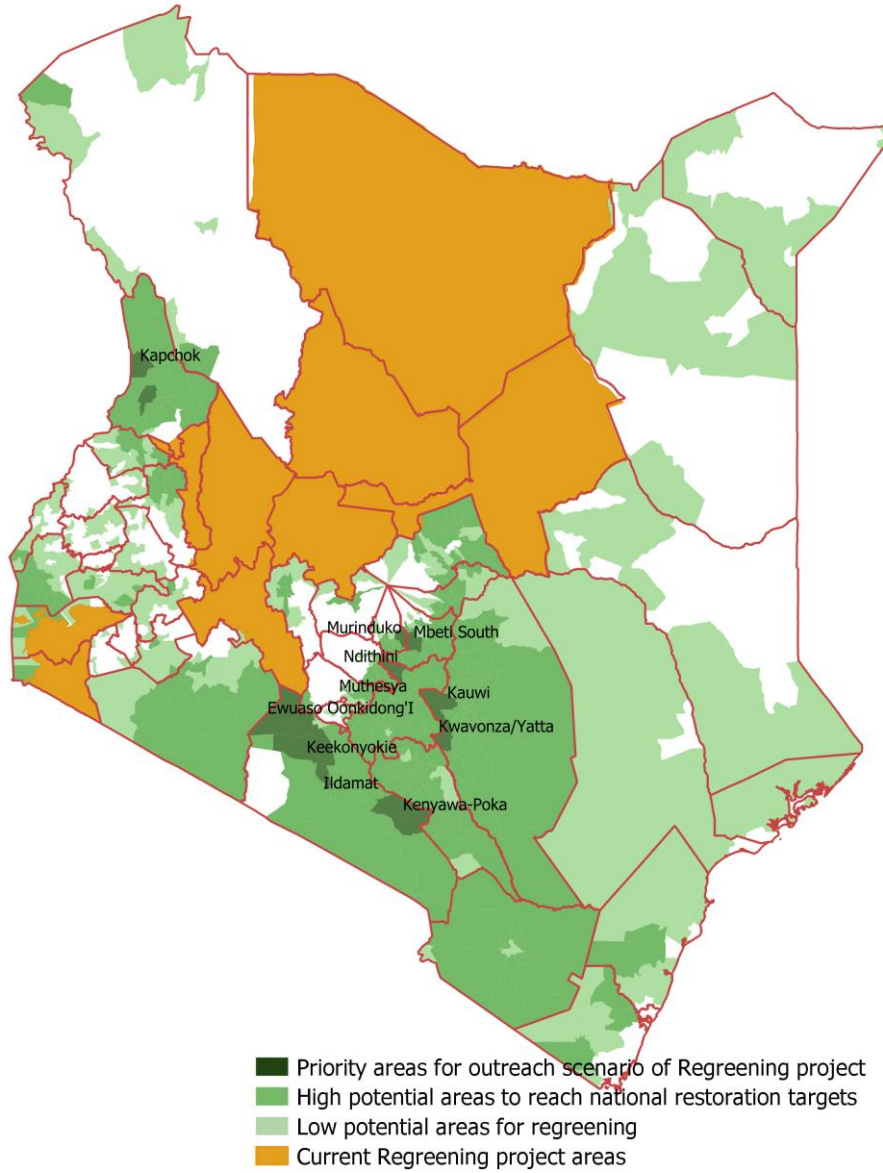 Kapchok
Murinduko
Mbeti South
Ndithini
Muthesya
Kauwi
Ewuaso Oonkidong'I
Kwavonza/Yatta
Keekonyokie
Ildamat
Kenyawa-Poka
Priority areas for outreach scenario of Regreening project
High potential areas to reach national restoration targets
Low potential areas for regreening
Current Regreening project areas